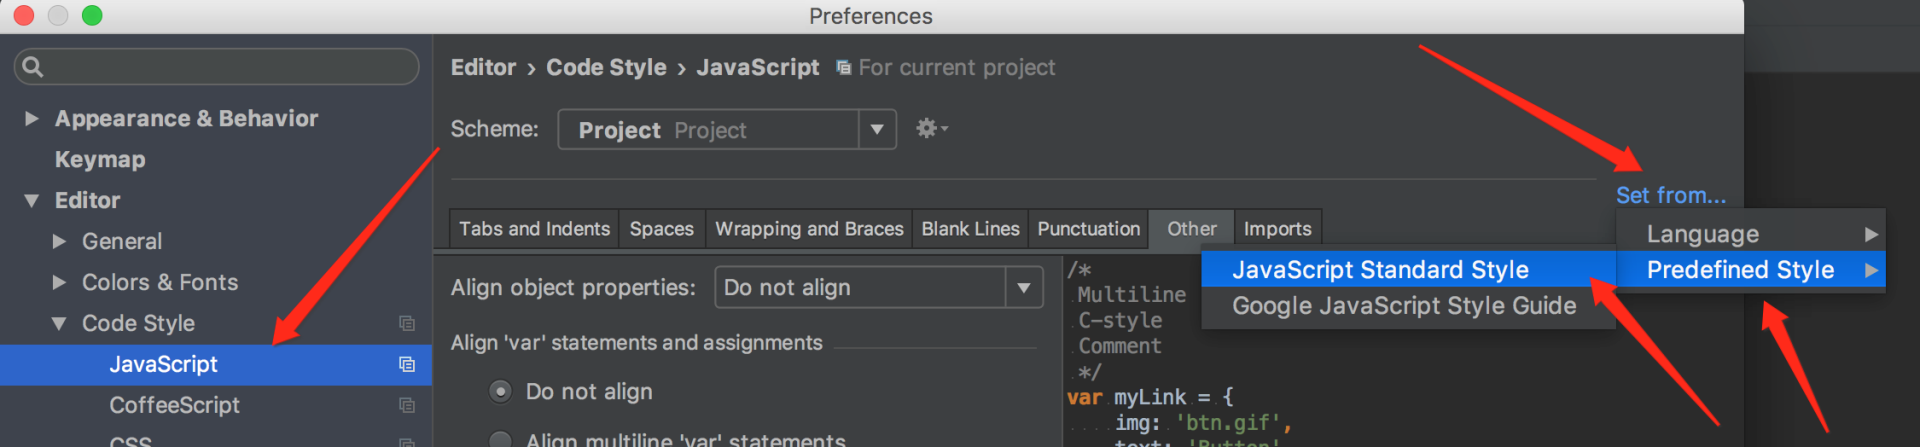 Preferences
Editor › Code Style › JavaScript For current project
Appearance & Behavior
Keymap
Editor
General
Colors & Fonts
Code Style
JavaScript
CoffeeScript
CSS
Scheme: Project Project
Set from...
Language
Predefined Style
JavaScript Standard Style
Google JavaScript Style Guide
Tabs and Indents Spaces Wrapping and Braces Blank Lines Punctuation Other Imports
Align object properties: Do not align
Align 'var' statements and assignments
Do not align
Align multiline 'var' statements
/*
Multiline
C-style
Comment
*/
var myLink = {
img: 'btn.gif',
text: 'Button'